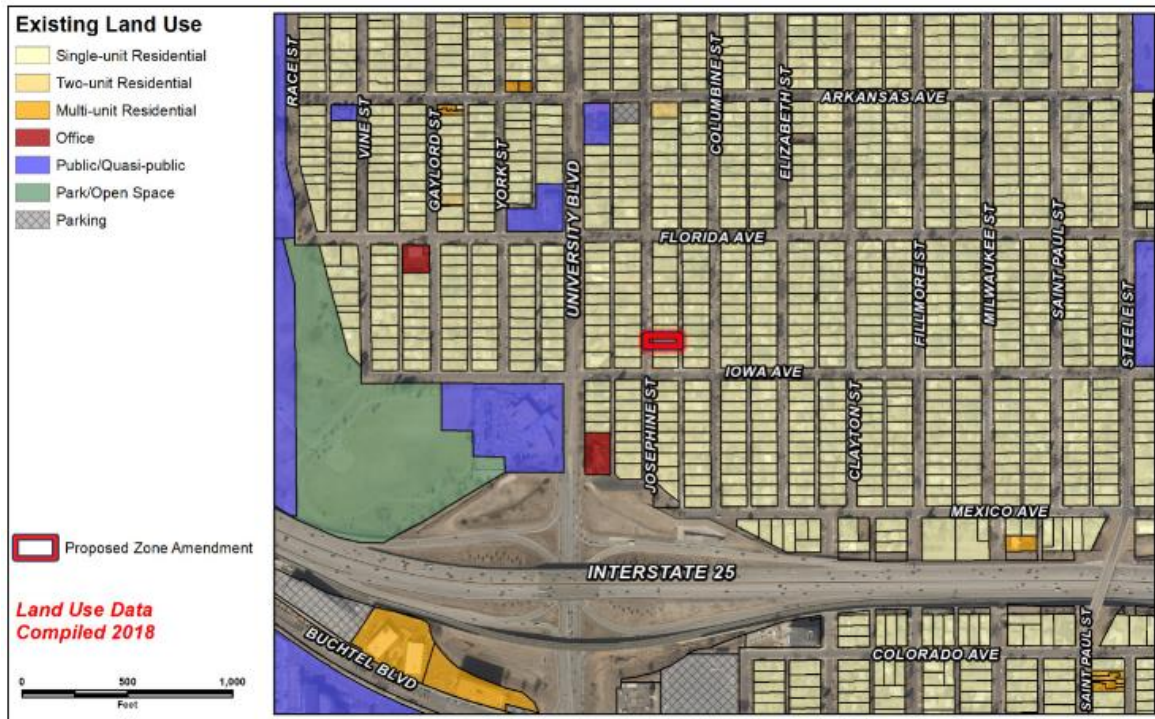 Existing Land Use
Single-unit Residential
Two-unit Residential
Multi-unit Residential
Office
Public/Quasi-public
Park/Open Space
Parking
Proposed Zone Amendment
Land Use Data
Compiled 2018
0 500 1,000
Feet
RACE ST
VINE ST
GAYLORD ST
YORK ST
UNIVERSITY BLVD
COLUMBINE ST
ELIZABETH ST
ARKANSAS AVE
FLORIDA AVE
FILLMORE ST
MILWAUKEE ST
SAINT PAUL ST
STEELE ST
IOWA AVE
JOSEPHINE ST
CLAYTON ST
MEXICO AVE
INTERSTATE 25
BUCHTEL BLVD
COLORADO AVE
SAINT PAUL ST